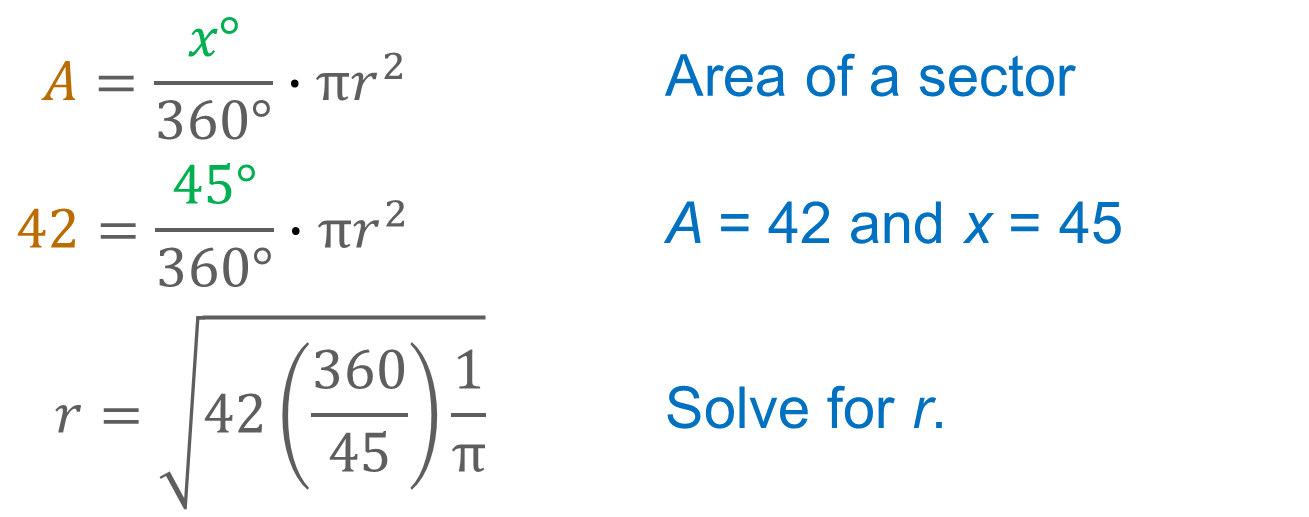 A = x°/360° · πr² Area of a sector
42 = 45°/360° · πr² A = 42 and x = 45
r = √(42(360/45)1/π) Solve for r.